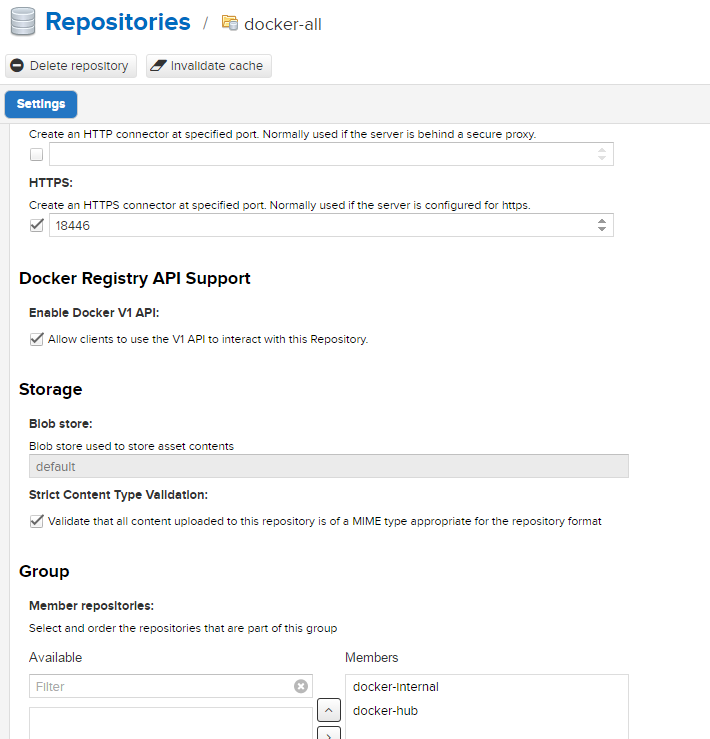 Repositories / docker-all
Delete repository Invalidate cache
Settings
Create an HTTP connector at specified port. Normally used if the server is behind a secure proxy.
HTTPS:
Create an HTTPS connector at specified port. Normally used if the server is configured for https.
18446
Docker Registry API Support
Enable Docker V1 API:
Allow clients to use the V1 API to interact with this Repository.
Storage
Blob store:
Blob store used to store asset contents
default
Strict Content Type Validation:
Validate that all content uploaded to this repository is of a MIME type appropriate for the repository format
Group
Member repositories:
Select and order the repositories that are part of this group
Available Members
Filter docker-internal
docker-hub